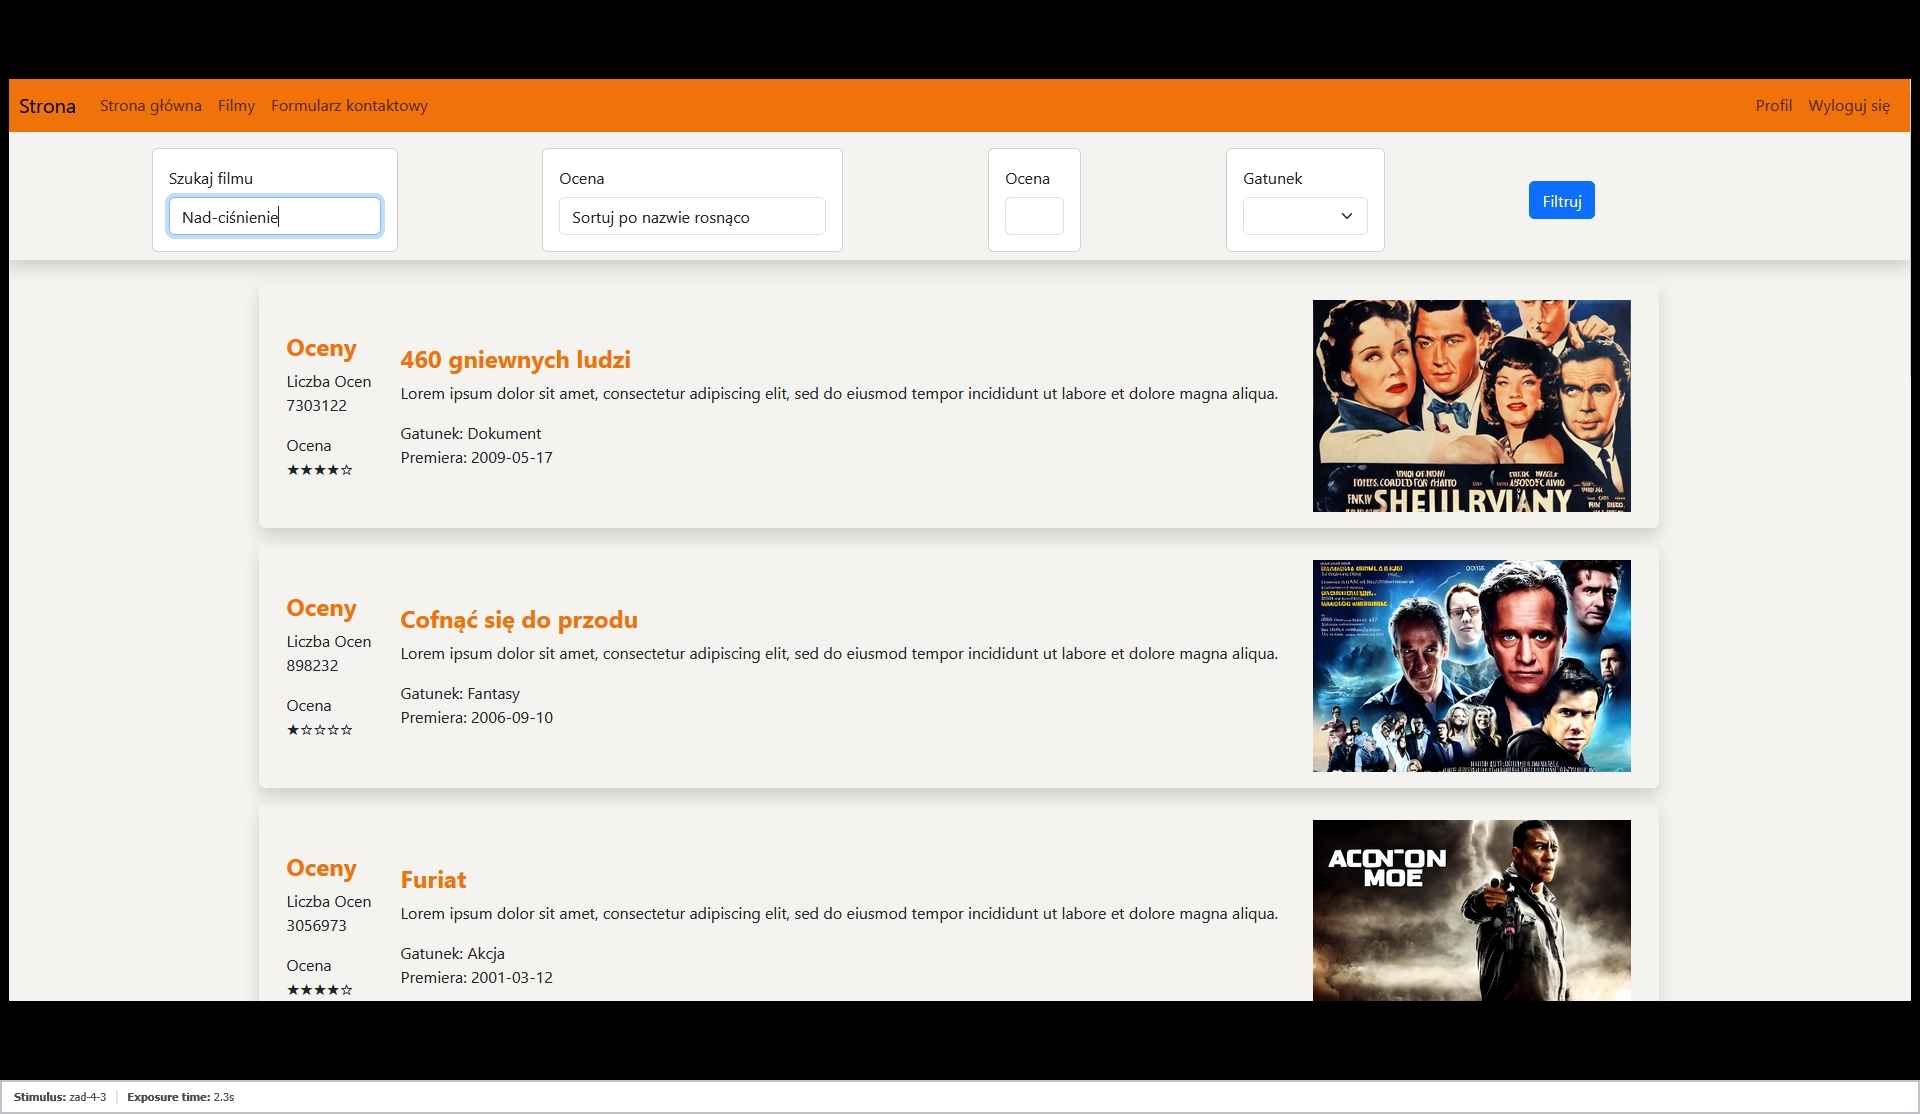 Strona Strona główna Filmy Formularz kontaktowy Profil Wyloguj się
Szukaj filmu Ocena Ocena Gatunek
Nad-ciśnienie Sortuj po nazwie rosnąco Filtruj
Oceny
Liczba Ocen
7303122
Ocena
★★★★☆
460 gniewnych ludzi
Lorem ipsum dolor sit amet, consectetur adipiscing elit, sed do eiusmod tempor incididunt ut labore et dolore magna aliqua.
Gatunek: Dokument
Premiera: 2009-05-17
SHEULRVIANY
Oceny
Liczba Ocen
898232
Ocena
★☆☆☆☆
Cofnąć się do przodu
Lorem ipsum dolor sit amet, consectetur adipiscing elit, sed do eiusmod tempor incididunt ut labore et dolore magna aliqua.
Gatunek: Fantasy
Premiera: 2006-09-10
Oceny
Liczba Ocen
3056973
Ocena
★★★★☆
Furiat
Lorem ipsum dolor sit amet, consectetur adipiscing elit, sed do eiusmod tempor incididunt ut labore et dolore magna aliqua.
Gatunek: Akcja
Premiera: 2001-03-12
ACON-ON
MOE
Stimulus: zad-4-3 | Exposure time: 2.3s